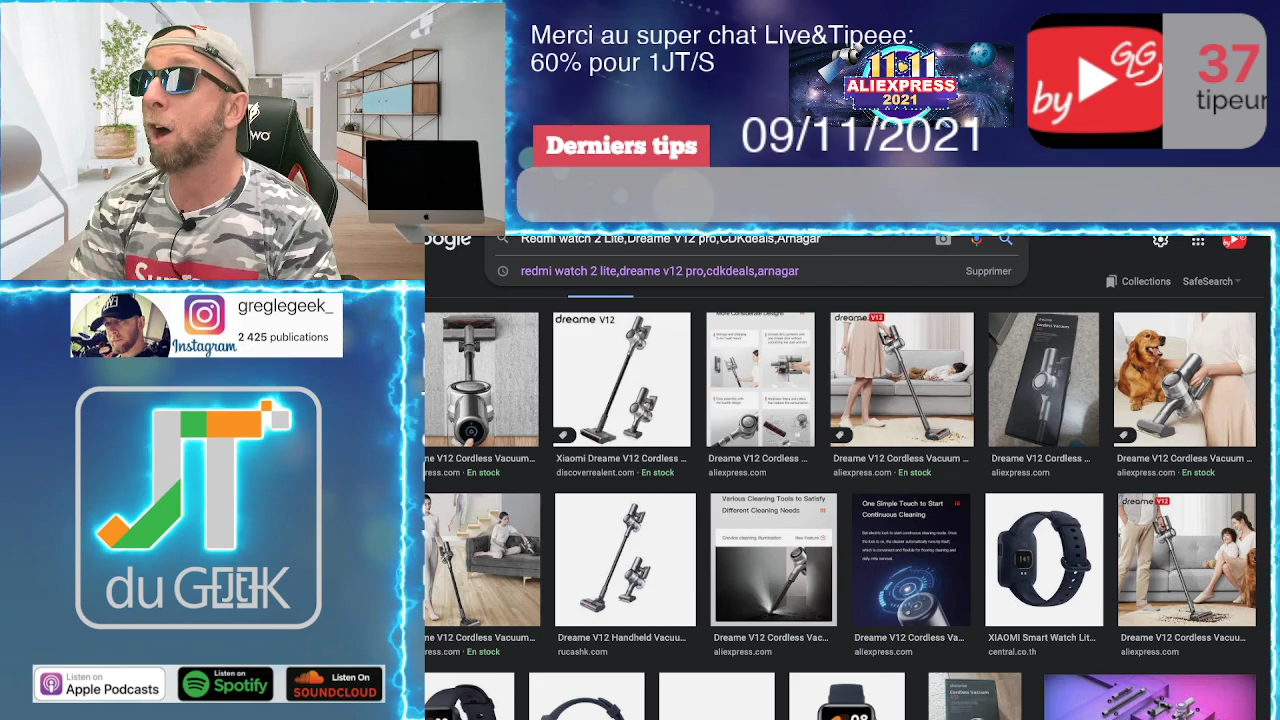 Merci au super chat Live&Tipeee:
60% pour 1JT/S
11·11
ALIEXPRESS
2021
by GLG
37
tipeur
Derniers tips
09/11/2021
Redmi watch 2 Lite,Dreame V12 pro,CDKdeals,Arnagar
redmi watch 2 lite,dreame v12 pro,cdkdeals,arnagar
Supprimer
Collections
SafeSearch
greglegeek_
2 425 publications
Instagram
JT
du GEEK
Listen on
Apple Podcasts
Listen on
Spotify
Listen On
SOUNDCLOUD
dreame V12
dreame V12
me V12 Cordless Vacuum...
ress.com · En stock
Xiaomi Dreame V12 Cordless ...
discoverrealent.com · En stock
Dreame V12 Cordless ...
aliexpress.com
Dreame V12 Cordless Vacuum ...
aliexpress.com · En stock
Dreame V12 Cordless ...
aliexpress.com
Dreame V12 Cordless Vacuum ...
aliexpress.com · En stock
Various Cleaning Tools to Satisfy
Different Cleaning Needs
One Simple Touch to Start
Continuous Cleaning
dreame V12
me V12 Cordless Vacuum...
ress.com · En stock
Dreame V12 Handheld Vacuu...
rucashk.com
Dreame V12 Cordless Vac...
aliexpress.com
Dreame V12 Cordless Va...
aliexpress.com
XIAOMI Smart Watch Lit...
central.co.th
Dreame V12 Cordless Vacuu...
aliexpress.com